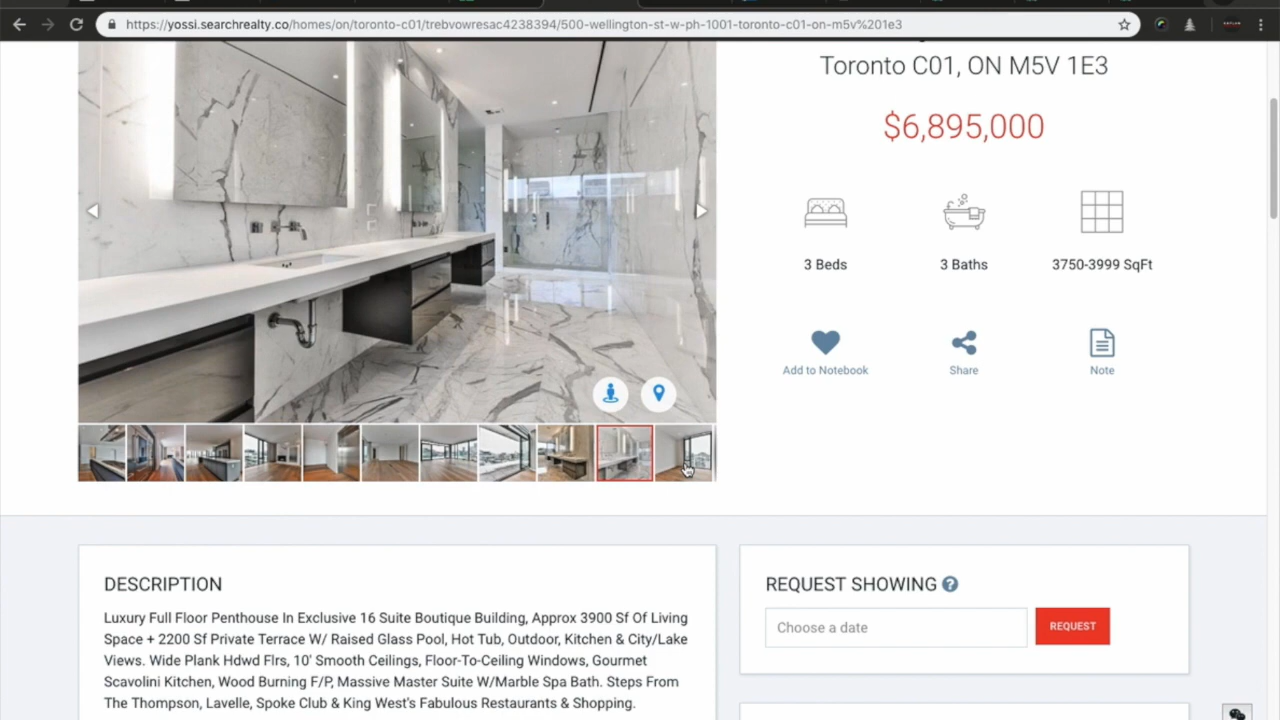 https://yossi.searchrealty.co/homes/on/toronto-c01/trebvowresac4238394/500-wellington-st-w-ph-1001-toronto-c01-on-m5v%201e3
Toronto C01, ON M5V 1E3
$6,895,000
3 Beds
3 Baths
3750-3999 SqFt
Add to Notebook
Share
Note
DESCRIPTION
Luxury Full Floor Penthouse In Exclusive 16 Suite Boutique Building, Approx 3900 Sf Of Living
Space + 2200 Sf Private Terrace W/ Raised Glass Pool, Hot Tub, Outdoor, Kitchen & City/Lake
Views. Wide Plank Hdwd Flrs, 10' Smooth Ceilings, Floor-To-Ceiling Windows, Gourmet
Scavolini Kitchen, Wood Burning F/P, Massive Master Suite W/Marble Spa Bath. Steps From
The Thompson, Lavelle, Spoke Club & King West's Fabulous Restaurants & Shopping.
REQUEST SHOWING ?
Choose a date
REQUEST